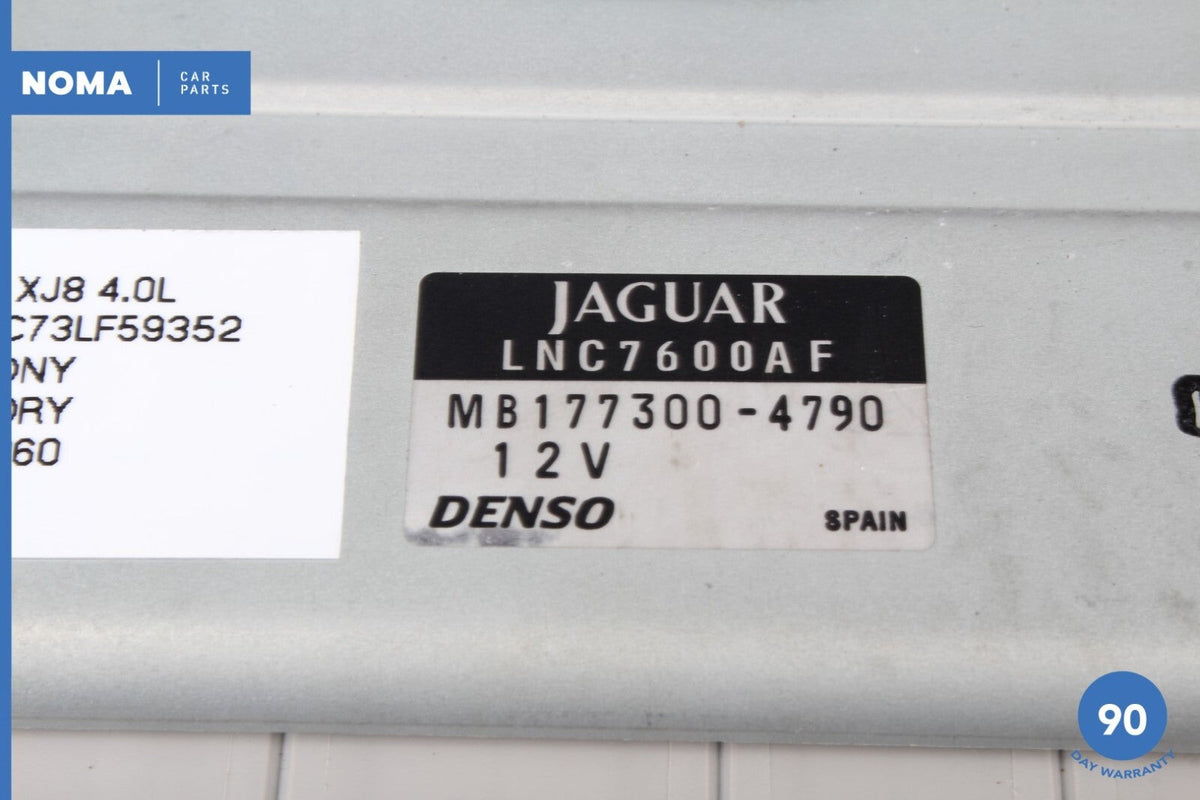 NOMA
CAR
PARTS
XJ8 4.0L
C73LF59352
ONY
ORY
60
JAGUAR
LNC7600AF
MB177300-4790
12V
DENSO
SPAIN
90
DAY WARRANTY